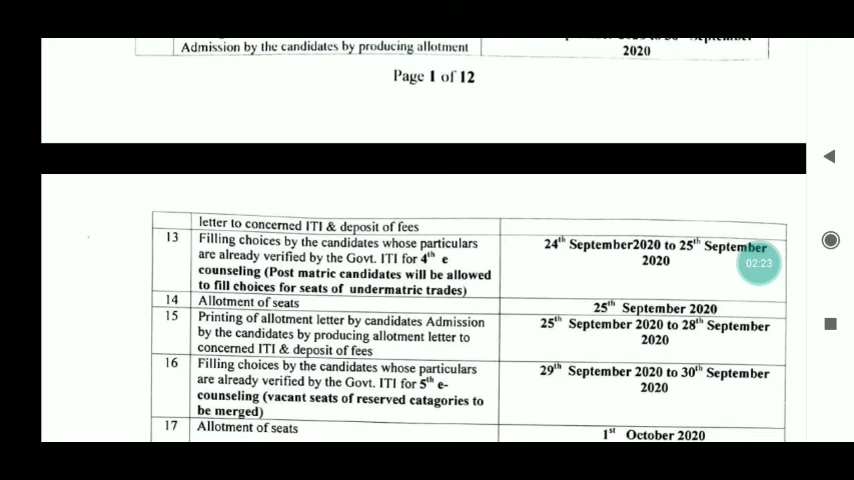 Admission by the candidates by producing allotment
2020 to 30th September
2020
Page 1 of 12
letter to concerned ITI & deposit of fees
13 Filling choices by the candidates whose particulars
are already verified by the Govt. ITI for 4th e
counseling (Post matric candidates will be allowed
to fill choices for seats of undermatric trades)
24th September2020 to 25th September
2020
02:23
14 Allotment of seats
25th September 2020
15 Printing of allotment letter by candidates Admission
by the candidates by producing allotment letter to
concerned ITI & deposit of fees
25th September 2020 to 28th September
2020
16 Filling choices by the candidates whose particulars
are already verified by the Govt. ITI for 5th e-
counseling (vacant seats of reserved catagories to
be merged)
29th September 2020 to 30th September
2020
17 Allotment of seats
1st October 2020